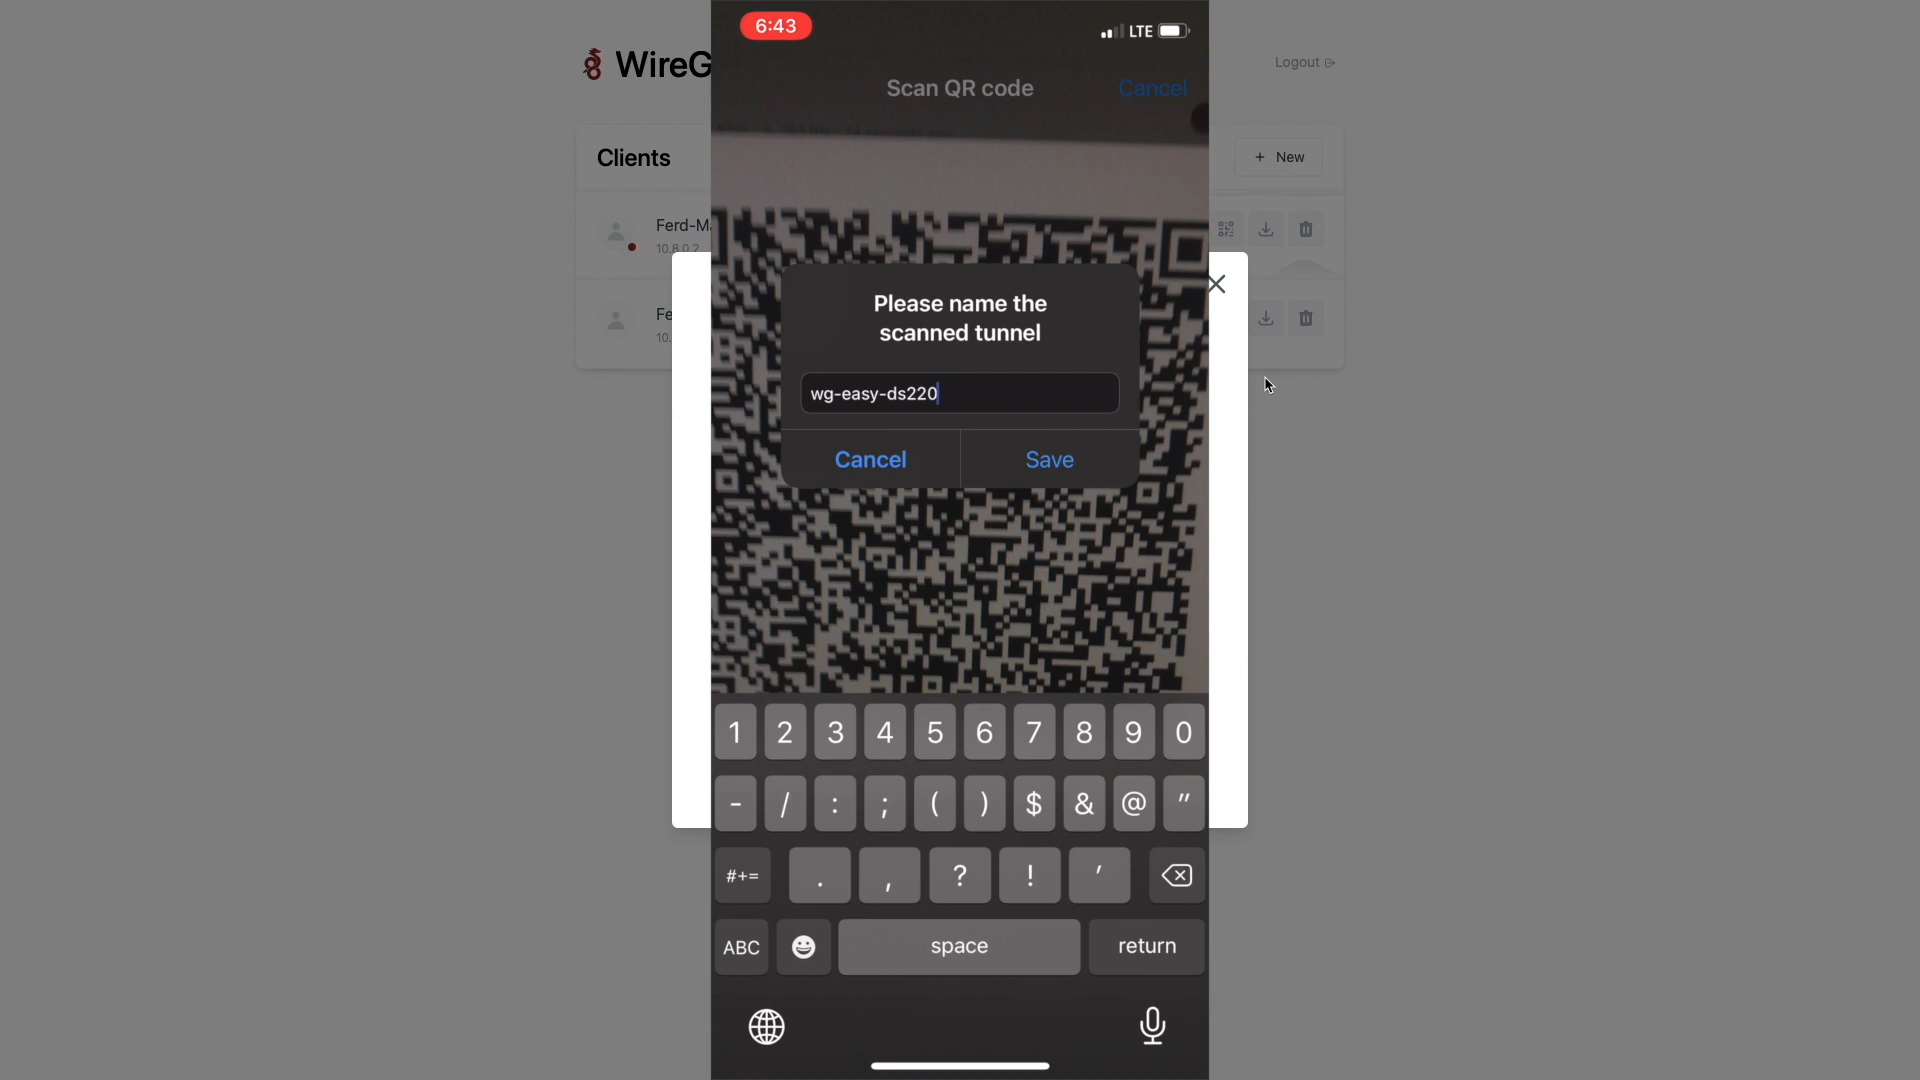 6:43
LTE
WireG
Logout
Scan QR code
Cancel
Clients
+ New
Ferd-Ma
10.8.0.2
Fe
10.
Please name the
scanned tunnel
wg-easy-ds220
Cancel
Save
1 2 3 4 5 6 7 8 9 0
- / : ; ( ) $ & @ "
#+= . , ? ! '
ABC
space
return